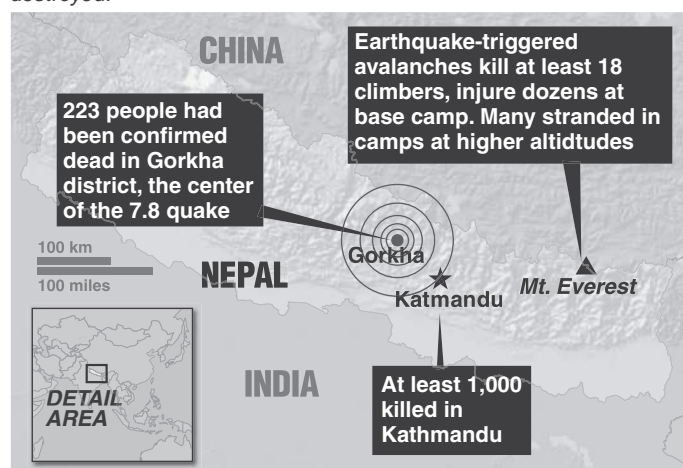 CHINA
Earthquake-triggered
avalanches kill at least 18
climbers, injure dozens at
base camp. Many stranded in
camps at higher altidtudes
223 people had
been confirmed
dead in Gorkha
district, the center
of the 7.8 quake
100 km
100 miles
NEPAL
Gorkha
Katmandu
Mt. Everest
DETAIL
AREA
INDIA
At least 1,000
killed in
Kathmandu